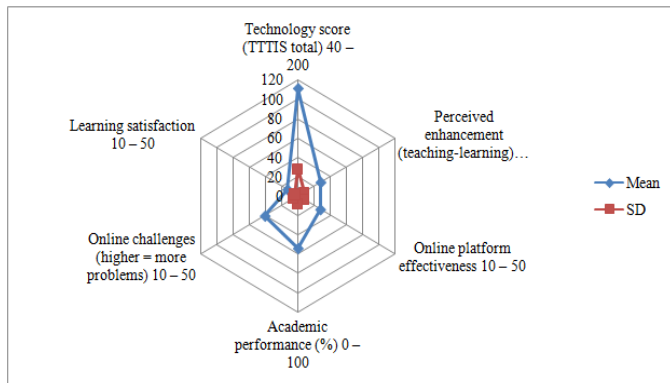 Technology score
(TTTIS total) 40 –
200
120
100
80
60
40
20
0
Perceived
enhancement
(teaching-learning)…
Online platform
effectiveness 10 – 50
Academic
performance (%) 0 –
100
Online challenges
(higher = more
problems) 10 – 50
Learning satisfaction
10 – 50
Mean
SD